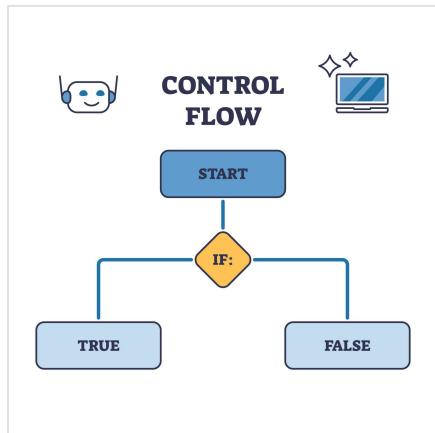 CONTROL
FLOW
START
IF:
TRUE
FALSE